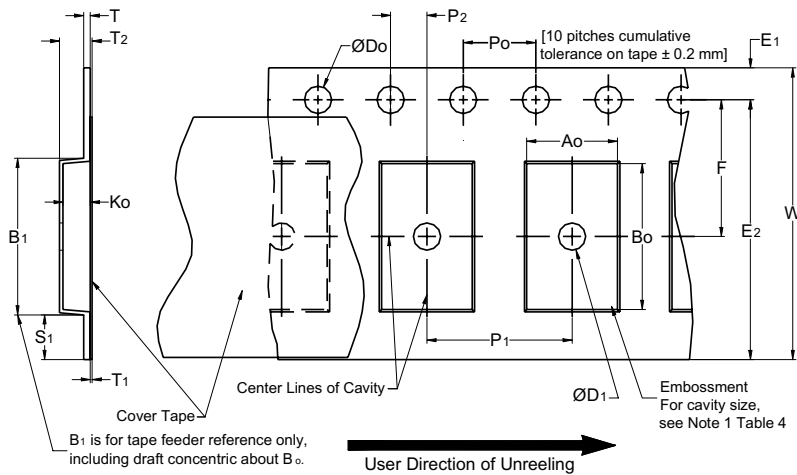 T
T2
P2
ØDo
Po
[10 pitches cumulative
tolerance on tape ± 0.2 mm]
E1
Ao
F
W
Ko
B1
Bo
E2
S1
P1
T1
Center Lines of Cavity
ØD1
Embossment
For cavity size,
see Note 1 Table 4
Cover Tape
B1 is for tape feeder reference only,
including draft concentric about Bo.
User Direction of Unreeling